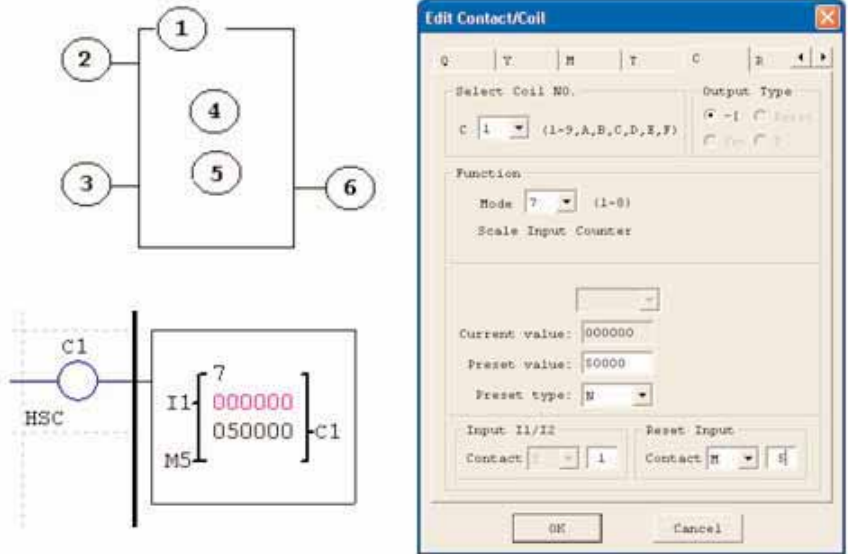 1
2
3
4
5
6
C1
HSC
7
I1
000000
050000
C1
M5
Edit Contact/Coil
Q Y M T C R
Select Coil NO.
C 1 (1-9,A,B,C,D,E,F)
Output Type
-[
Function
Mode 7 (1-8)
Scale Input Counter
Current value: 000000
Preset value: 50000
Preset type: N
Input I1/I2
Contact 1
Reset Input
Contact M 5
OK Cancel